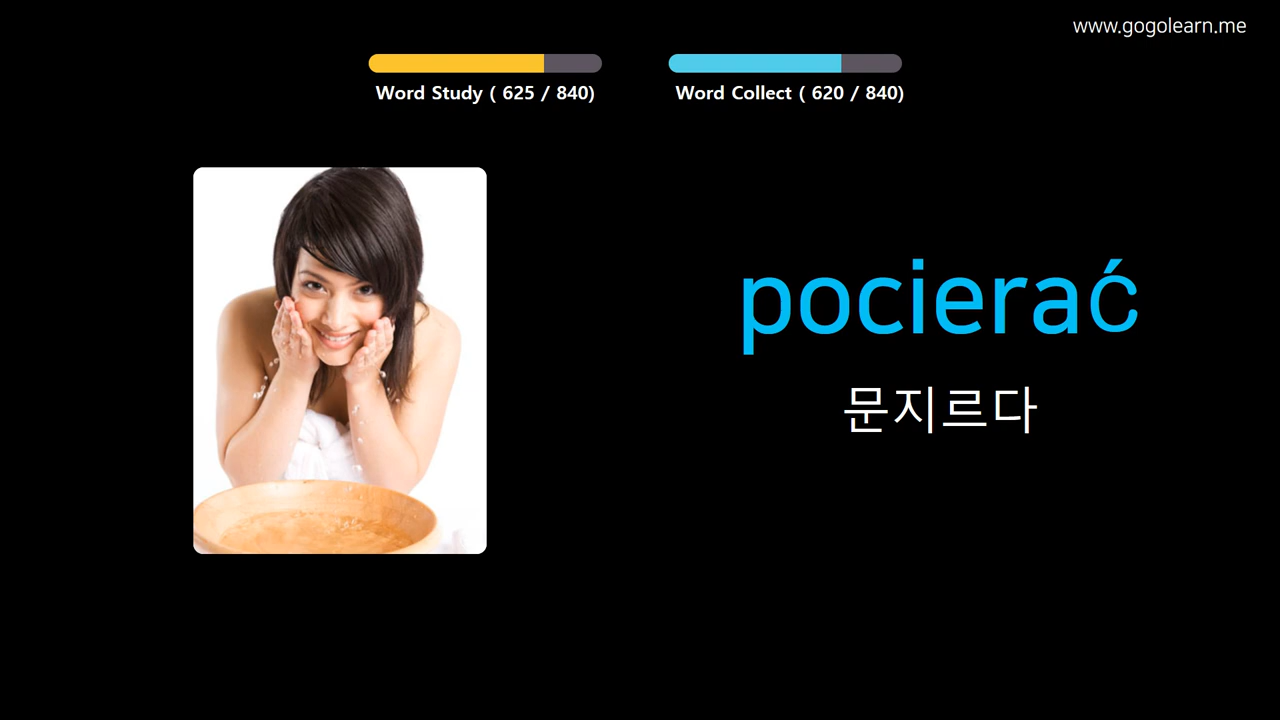 www.gogolearn.me
Word Study ( 625 / 840)
Word Collect ( 620 / 840)
pocierać
문지르다